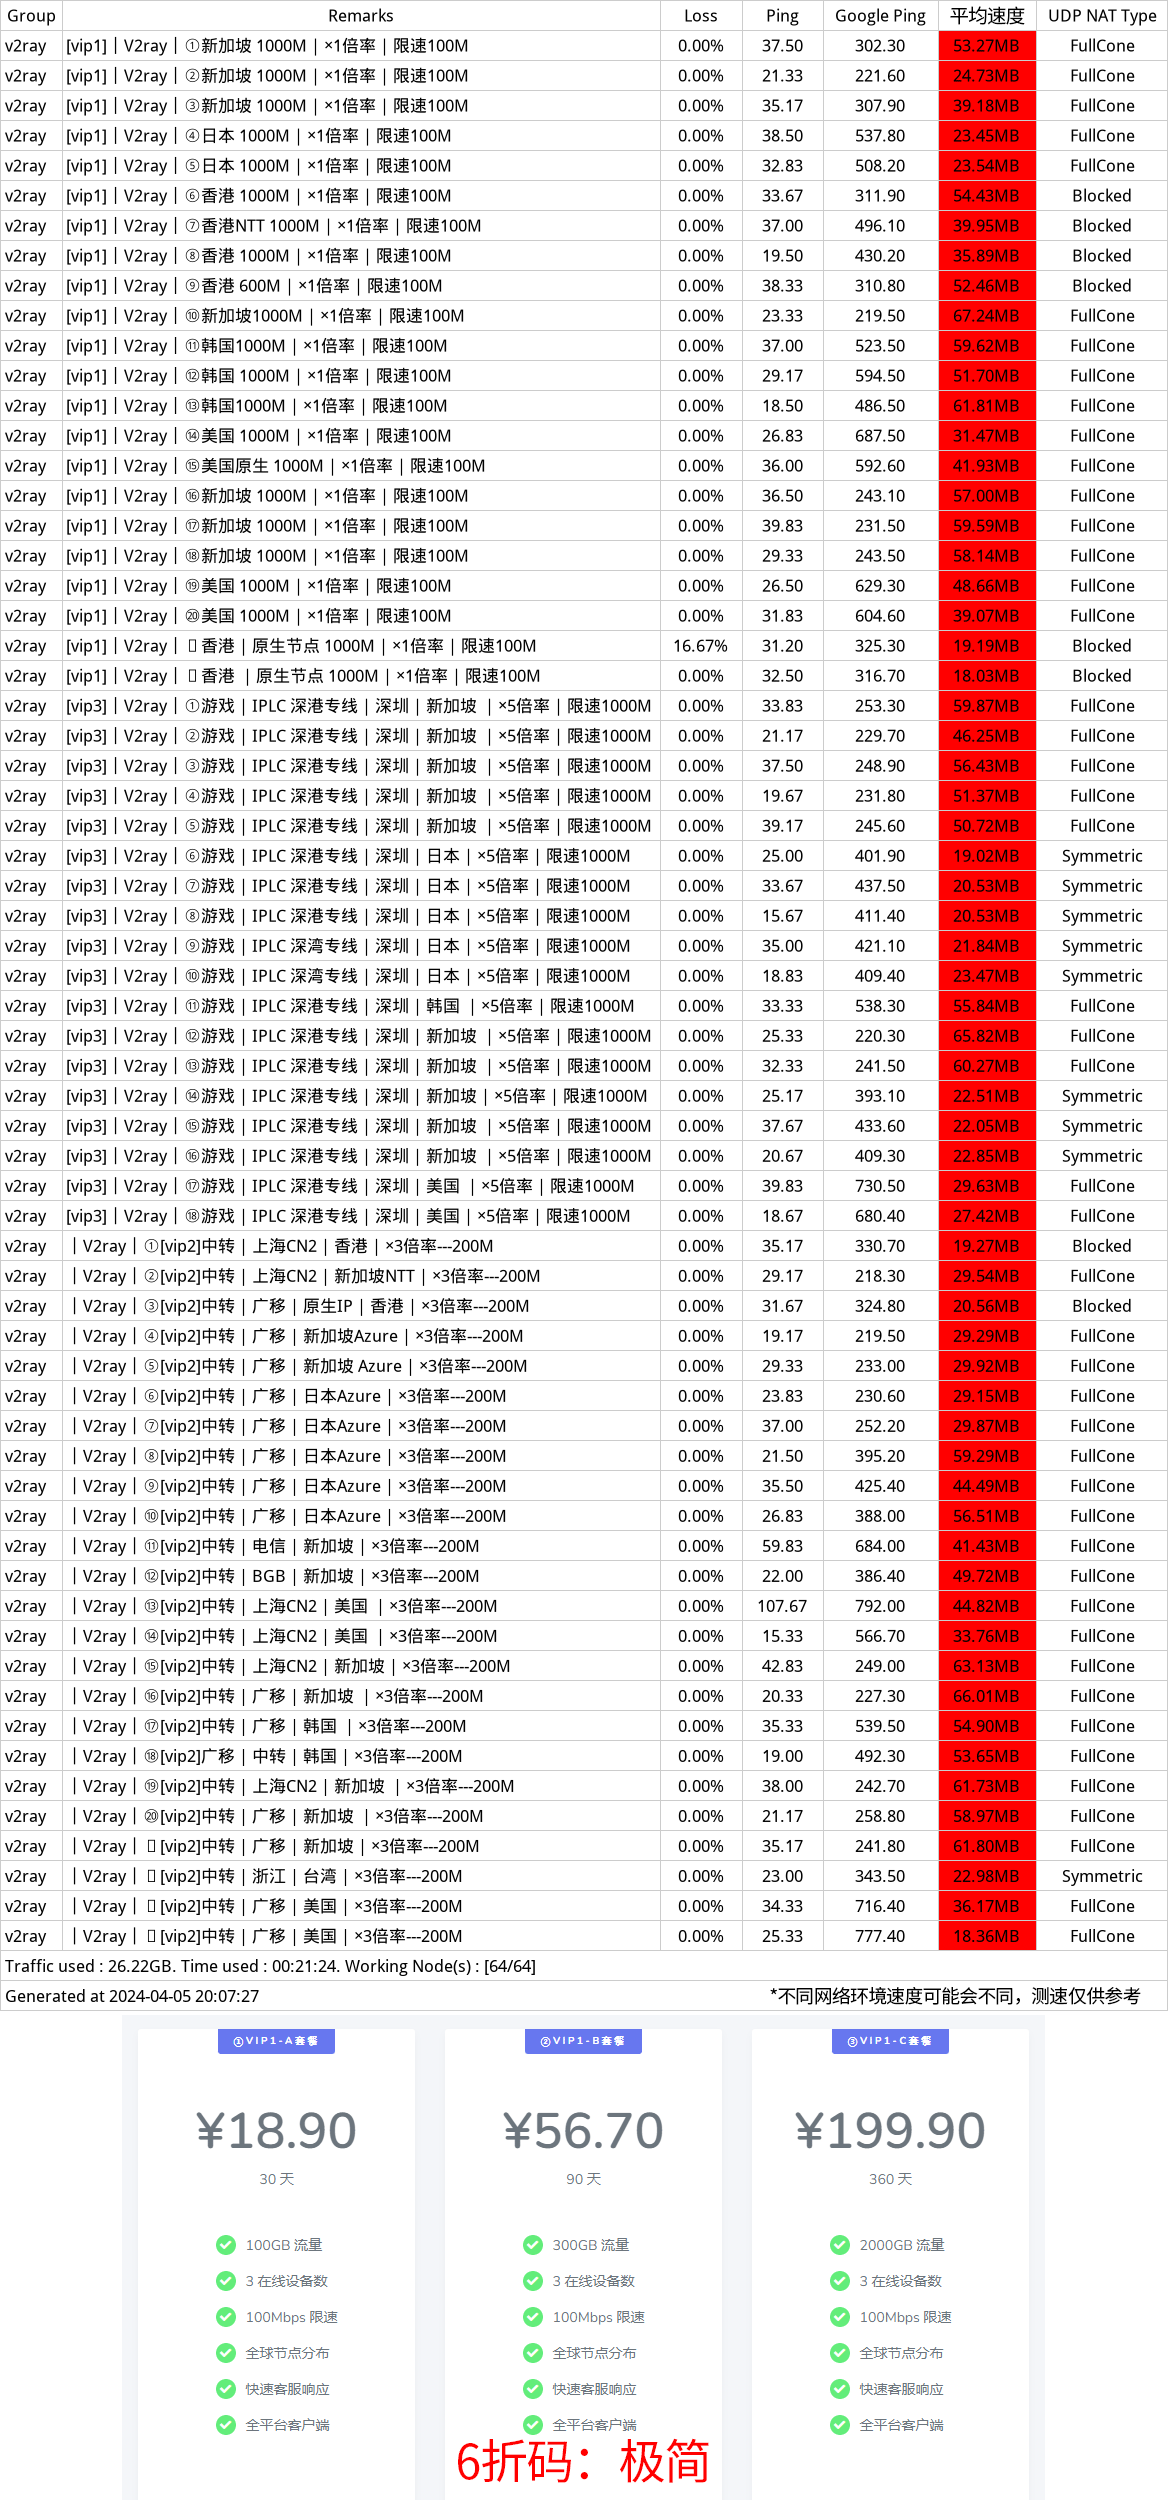 Group Remarks Loss Ping Google Ping 平均速度 UDP NAT Type
v2ray [vip1]｜V2ray｜①新加坡 1000M | ×1倍率 | 限速100M 0.00% 37.50 302.30 53.27MB FullCone
v2ray [vip1]｜V2ray｜②新加坡 1000M | ×1倍率 | 限速100M 0.00% 21.33 221.60 24.73MB FullCone
v2ray [vip1]｜V2ray｜③新加坡 1000M | ×1倍率 | 限速100M 0.00% 35.17 307.90 39.18MB FullCone
v2ray [vip1]｜V2ray｜④日本 1000M | ×1倍率 | 限速100M 0.00% 38.50 537.80 23.45MB FullCone
v2ray [vip1]｜V2ray｜⑤日本 1000M | ×1倍率 | 限速100M 0.00% 32.83 508.20 23.54MB FullCone
v2ray [vip1]｜V2ray｜⑥香港 1000M | ×1倍率 | 限速100M 0.00% 33.67 311.90 54.43MB Blocked
v2ray [vip1]｜V2ray｜⑦香港NTT 1000M | ×1倍率 | 限速100M 0.00% 37.00 496.10 39.95MB Blocked
v2ray [vip1]｜V2ray｜⑧香港 1000M | ×1倍率 | 限速100M 0.00% 19.50 430.20 35.89MB Blocked
v2ray [vip1]｜V2ray｜⑨香港 600M | ×1倍率 | 限速100M 0.00% 38.33 310.80 52.46MB Blocked
v2ray [vip1]｜V2ray｜⑩新加坡1000M | ×1倍率 | 限速100M 0.00% 23.33 219.50 67.24MB FullCone
v2ray [vip1]｜V2ray｜⑪韩国1000M | ×1倍率 | 限速100M 0.00% 37.00 523.50 59.62MB FullCone
v2ray [vip1]｜V2ray｜⑫韩国 1000M | ×1倍率 | 限速100M 0.00% 29.17 594.50 51.70MB FullCone
v2ray [vip1]｜V2ray｜⑬韩国1000M | ×1倍率 | 限速100M 0.00% 18.50 486.50 61.81MB FullCone
v2ray [vip1]｜V2ray｜⑭美国 1000M | ×1倍率 | 限速100M 0.00% 26.83 687.50 31.47MB FullCone
v2ray [vip1]｜V2ray｜⑮美国原生 1000M | ×1倍率 | 限速100M 0.00% 36.00 592.60 41.93MB FullCone
v2ray [vip1]｜V2ray｜⑯新加坡 1000M | ×1倍率 | 限速100M 0.00% 36.50 243.10 57.00MB FullCone
v2ray [vip1]｜V2ray｜⑰新加坡 1000M | ×1倍率 | 限速100M 0.00% 39.83 231.50 59.59MB FullCone
v2ray [vip1]｜V2ray｜⑱新加坡 1000M | ×1倍率 | 限速100M 0.00% 29.33 243.50 58.14MB FullCone
v2ray [vip1]｜V2ray｜⑲美国 1000M | ×1倍率 | 限速100M 0.00% 26.50 629.30 48.66MB FullCone
v2ray [vip1]｜V2ray｜⑳美国 1000M | ×1倍率 | 限速100M 0.00% 31.83 604.60 39.07MB FullCone
v2ray [vip1]｜V2ray｜ 香港 | 原生节点 1000M | ×1倍率 | 限速100M 16.67% 31.20 325.30 19.19MB Blocked
v2ray [vip1]｜V2ray｜ 香港 | 原生节点 1000M | ×1倍率 | 限速100M 0.00% 32.50 316.70 18.03MB Blocked
v2ray [vip3]｜V2ray｜①游戏 | IPLC 深港专线 | 深圳 | 新加坡 | ×5倍率 | 限速1000M 0.00% 33.83 253.30 59.87MB FullCone
v2ray [vip3]｜V2ray｜②游戏 | IPLC 深港专线 | 深圳 | 新加坡 | ×5倍率 | 限速1000M 0.00% 21.17 229.70 46.25MB FullCone
v2ray [vip3]｜V2ray｜③游戏 | IPLC 深港专线 | 深圳 | 新加坡 | ×5倍率 | 限速1000M 0.00% 37.50 248.90 56.43MB FullCone
v2ray [vip3]｜V2ray｜④游戏 | IPLC 深港专线 | 深圳 | 新加坡 | ×5倍率 | 限速1000M 0.00% 19.67 231.80 51.37MB FullCone
v2ray [vip3]｜V2ray｜⑤游戏 | IPLC 深港专线 | 深圳 | 新加坡 | ×5倍率 | 限速1000M 0.00% 39.17 245.60 50.72MB FullCone
v2ray [vip3]｜V2ray｜⑥游戏 | IPLC 深港专线 | 深圳 | 日本 | ×5倍率 | 限速1000M 0.00% 25.00 401.90 19.02MB Symmetric
v2ray [vip3]｜V2ray｜⑦游戏 | IPLC 深港专线 | 深圳 | 日本 | ×5倍率 | 限速1000M 0.00% 33.67 437.50 20.53MB Symmetric
v2ray [vip3]｜V2ray｜⑧游戏 | IPLC 深港专线 | 深圳 | 日本 | ×5倍率 | 限速1000M 0.00% 15.67 411.40 20.53MB Symmetric
v2ray [vip3]｜V2ray｜⑨游戏 | IPLC 深湾专线 | 深圳 | 日本 | ×5倍率 | 限速1000M 0.00% 35.00 421.10 21.84MB Symmetric
v2ray [vip3]｜V2ray｜⑩游戏 | IPLC 深湾专线 | 深圳 | 日本 | ×5倍率 | 限速1000M 0.00% 18.83 409.40 23.47MB Symmetric
v2ray [vip3]｜V2ray｜⑪游戏 | IPLC 深港专线 | 深圳 | 韩国 | ×5倍率 | 限速1000M 0.00% 33.33 538.30 55.84MB FullCone
v2ray [vip3]｜V2ray｜⑫游戏 | IPLC 深港专线 | 深圳 | 新加坡 | ×5倍率 | 限速1000M 0.00% 25.33 220.30 65.82MB FullCone
v2ray [vip3]｜V2ray｜⑬游戏 | IPLC 深港专线 | 深圳 | 新加坡 | ×5倍率 | 限速1000M 0.00% 32.33 241.50 60.27MB FullCone
v2ray [vip3]｜V2ray｜⑭游戏 | IPLC 深港专线 | 深圳 | 新加坡 | ×5倍率 | 限速1000M 0.00% 25.17 393.10 22.51MB Symmetric
v2ray [vip3]｜V2ray｜⑮游戏 | IPLC 深港专线 | 深圳 | 新加坡 | ×5倍率 | 限速1000M 0.00% 37.67 433.60 22.05MB Symmetric
v2ray [vip3]｜V2ray｜⑯游戏 | IPLC 深港专线 | 深圳 | 新加坡 | ×5倍率 | 限速1000M 0.00% 20.67 409.30 22.85MB Symmetric
v2ray [vip3]｜V2ray｜⑰游戏 | IPLC 深港专线 | 深圳 | 美国 | ×5倍率 | 限速1000M 0.00% 39.83 730.50 29.63MB FullCone
v2ray [vip3]｜V2ray｜⑱游戏 | IPLC 深港专线 | 深圳 | 美国 | ×5倍率 | 限速1000M 0.00% 18.67 680.40 27.42MB FullCone
v2ray ｜V2ray｜①[vip2]中转 | 上海CN2 | 香港 | ×3倍率---200M 0.00% 35.17 330.70 19.27MB Blocked
v2ray ｜V2ray｜②[vip2]中转 | 上海CN2 | 新加坡NTT | ×3倍率---200M 0.00% 29.17 218.30 29.54MB FullCone
v2ray ｜V2ray｜③[vip2]中转 | 广移 | 原生IP | 香港 | ×3倍率---200M 0.00% 31.67 324.80 20.56MB Blocked
v2ray ｜V2ray｜④[vip2]中转 | 广移 | 新加坡Azure | ×3倍率---200M 0.00% 19.17 219.50 29.29MB FullCone
v2ray ｜V2ray｜⑤[vip2]中转 | 广移 | 新加坡 Azure | ×3倍率---200M 0.00% 29.33 233.00 29.92MB FullCone
v2ray ｜V2ray｜⑥[vip2]中转 | 广移 | 日本Azure | ×3倍率---200M 0.00% 23.83 230.60 29.15MB FullCone
v2ray ｜V2ray｜⑦[vip2]中转 | 广移 | 日本Azure | ×3倍率---200M 0.00% 37.00 252.20 29.87MB FullCone
v2ray ｜V2ray｜⑧[vip2]中转 | 广移 | 日本Azure | ×3倍率---200M 0.00% 21.50 395.20 59.29MB FullCone
v2ray ｜V2ray｜⑨[vip2]中转 | 广移 | 日本Azure | ×3倍率---200M 0.00% 35.50 425.40 44.49MB FullCone
v2ray ｜V2ray｜⑩[vip2]中转 | 广移 | 日本Azure | ×3倍率---200M 0.00% 26.83 388.00 56.51MB FullCone
v2ray ｜V2ray｜⑪[vip2]中转 | 电信 | 新加坡 | ×3倍率---200M 0.00% 59.83 684.00 41.43MB FullCone
v2ray ｜V2ray｜⑫[vip2]中转 | BGB | 新加坡 | ×3倍率---200M 0.00% 22.00 386.40 49.72MB FullCone
v2ray ｜V2ray｜⑬[vip2]中转 | 上海CN2 | 美国 | ×3倍率---200M 0.00% 107.67 792.00 44.82MB FullCone
v2ray ｜V2ray｜⑭[vip2]中转 | 上海CN2 | 美国 | ×3倍率---200M 0.00% 15.33 566.70 33.76MB FullCone
v2ray ｜V2ray｜⑮[vip2]中转 | 上海CN2 | 新加坡 | ×3倍率---200M 0.00% 42.83 249.00 63.13MB FullCone
v2ray ｜V2ray｜⑯[vip2]中转 | 广移 | 新加坡 | ×3倍率---200M 0.00% 20.33 227.30 66.01MB FullCone
v2ray ｜V2ray｜⑰[vip2]中转 | 广移 | 韩国 | ×3倍率---200M 0.00% 35.33 539.50 54.90MB FullCone
v2ray ｜V2ray｜⑱[vip2]广移 | 中转 | 韩国 | ×3倍率---200M 0.00% 19.00 492.30 53.65MB FullCone
v2ray ｜V2ray｜⑲[vip2]中转 | 上海CN2 | 新加坡 | ×3倍率---200M 0.00% 38.00 242.70 61.73MB FullCone
v2ray ｜V2ray｜⑳[vip2]中转 | 广移 | 新加坡 | ×3倍率---200M 0.00% 21.17 258.80 58.97MB FullCone
v2ray ｜V2ray｜ [vip2]中转 | 广移 | 新加坡 | ×3倍率---200M 0.00% 35.17 241.80 61.80MB FullCone
v2ray ｜V2ray｜ [vip2]中转 | 浙江 | 台湾 | ×3倍率---200M 0.00% 23.00 343.50 22.98MB Symmetric
v2ray ｜V2ray｜ [vip2]中转 | 广移 | 美国 | ×3倍率---200M 0.00% 34.33 716.40 36.17MB FullCone
v2ray ｜V2ray｜ [vip2]中转 | 广移 | 美国 | ×3倍率---200M 0.00% 25.33 777.40 18.36MB FullCone
Traffic used : 26.22GB. Time used : 00:21:24. Working Node(s) : [64/64]
Generated at 2024-04-05 20:07:27 *不同网络环境速度可能会不同，测速仅供参考
①VIP1-A套餐 ②VIP1-B套餐 ③VIP1-C套餐
¥18.90 ¥56.70 ¥199.90
30 天 90 天 360 天
100GB 流量 300GB 流量 2000GB 流量
3 在线设备数 3 在线设备数 3 在线设备数
100Mbps 限速 100Mbps 限速 100Mbps 限速
全球节点分布 全球节点分布 全球节点分布
快速客服响应 快速客服响应 快速客服响应
全平台客户端 全平台客户端 全平台客户端
6折码：极简